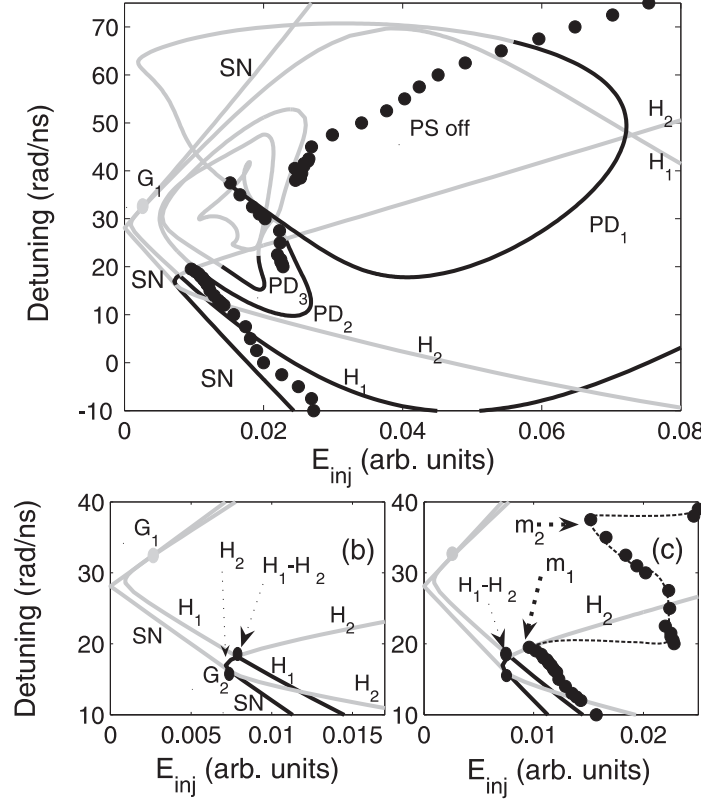 70
60
50
40
30
20
10
0
-10
Detuning (rad/ns)
SN
PS off
H2
H1
G1
PD1
SN
PD3
PD2
H2
SN
H1
0
0.02
0.04
0.06
0.08
Einj (arb. units)
40
30
20
10
Detuning (rad/ns)
G1
(b)
H2
H1-H2
H1
H2
SN
G2
H1
SN
H2
0
0.005
0.01
0.015
Einj (arb. units)
40
30
20
10
(c)
m2
m1
H1-H2
H2
0
0.01
0.02
Einj (arb. units)